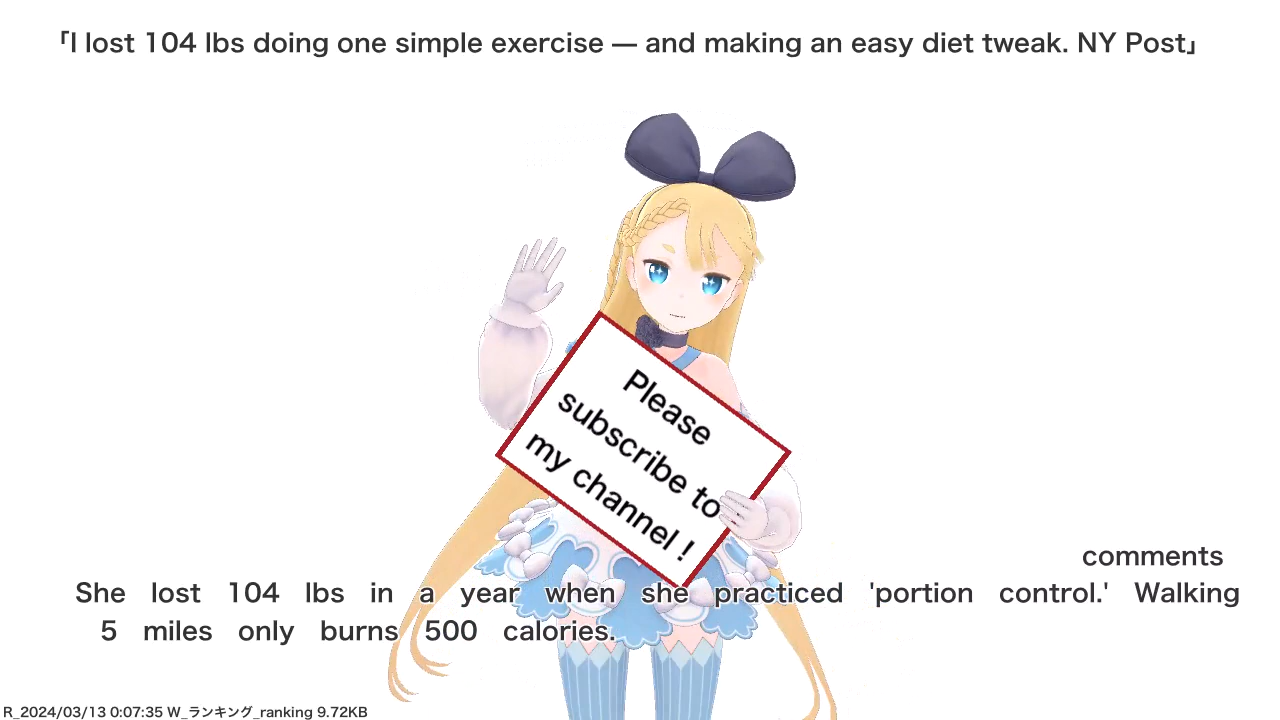 「I lost 104 lbs doing one simple exercise — and making an easy diet tweak. NY Post」
Please
subscribe to
my channel !
comments
She lost 104 lbs in a year when she practiced 'portion control.' Walking
5 miles only burns 500 calories.
R_2024/03/13 0:07:35 W_ランキング_ranking 9.72KB